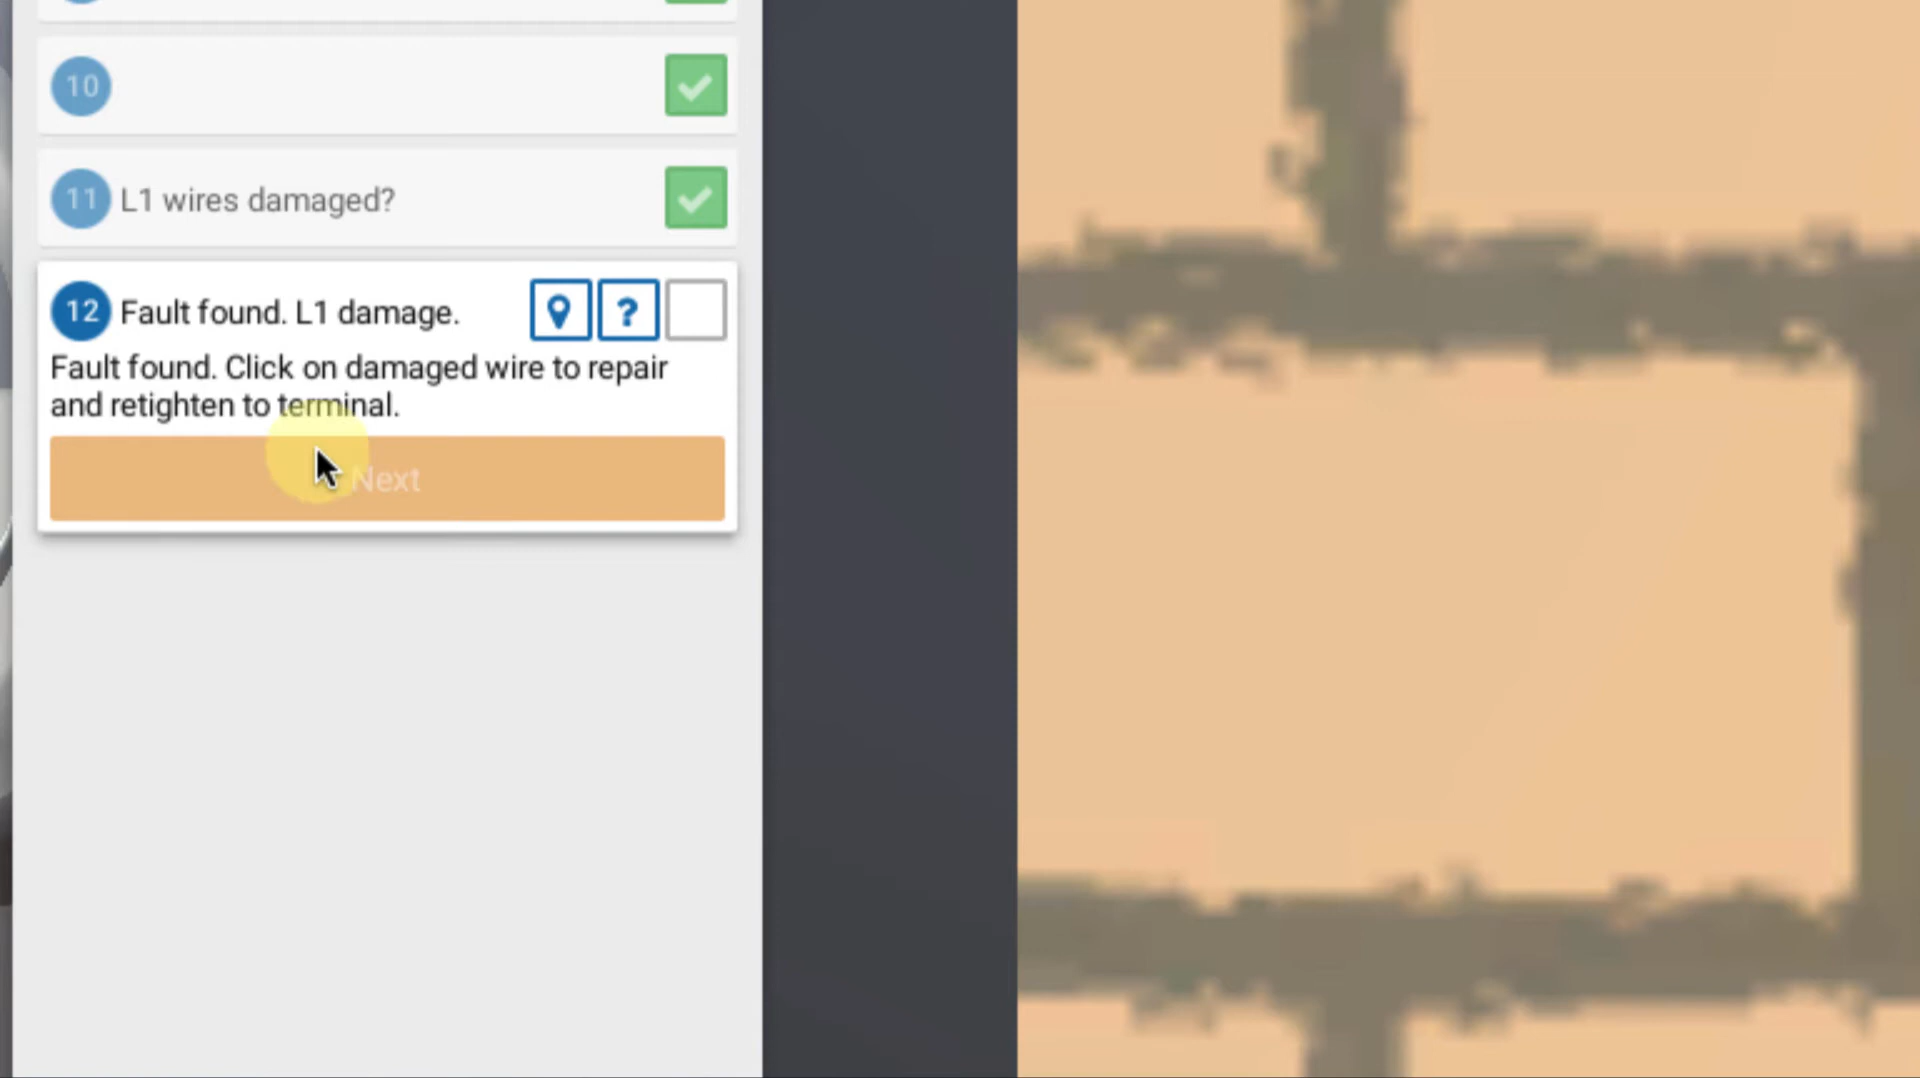 10
11 L1 wires damaged?
12 Fault found. L1 damage. ?
Fault found. Click on damaged wire to repair
and retighten to terminal.
Next